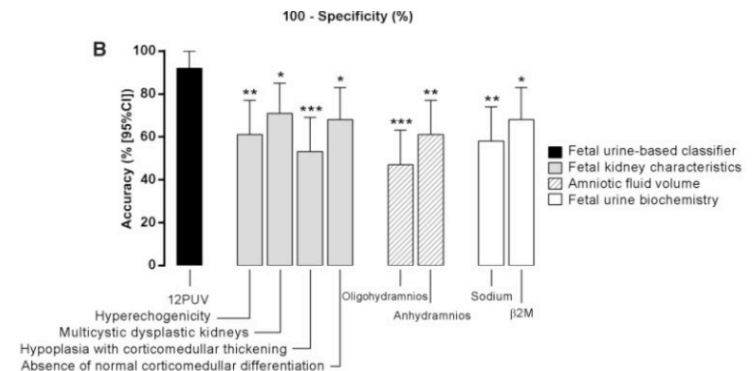 100 - Specificity (%)
B
Accuracy (% [95%CI])
100
80
60
40
20
0
**
*
***
*
***
**
**
*
Fetal urine-based classifier
Fetal kidney characteristics
Amniotic fluid volume
Fetal urine biochemistry
12PUV
Oligohydramnios
Sodium
Anhydramnios
β2M
Hyperechogenicity
Multicystic dysplastic kidneys
Hypoplasia with corticomedullar thickening
Absence of normal corticomedullar differentiation